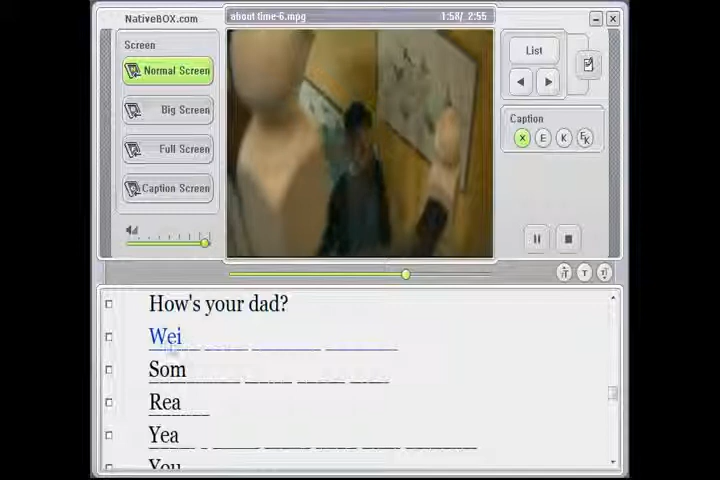 NativeBOX.com
about time-6.mpg
1:58/ 2:55
Screen
Normal Screen
Big Screen
Full Screen
Caption Screen
List
Caption
X E K EK
T T T
How's your dad?
Wei
Som
Rea
Yea
You